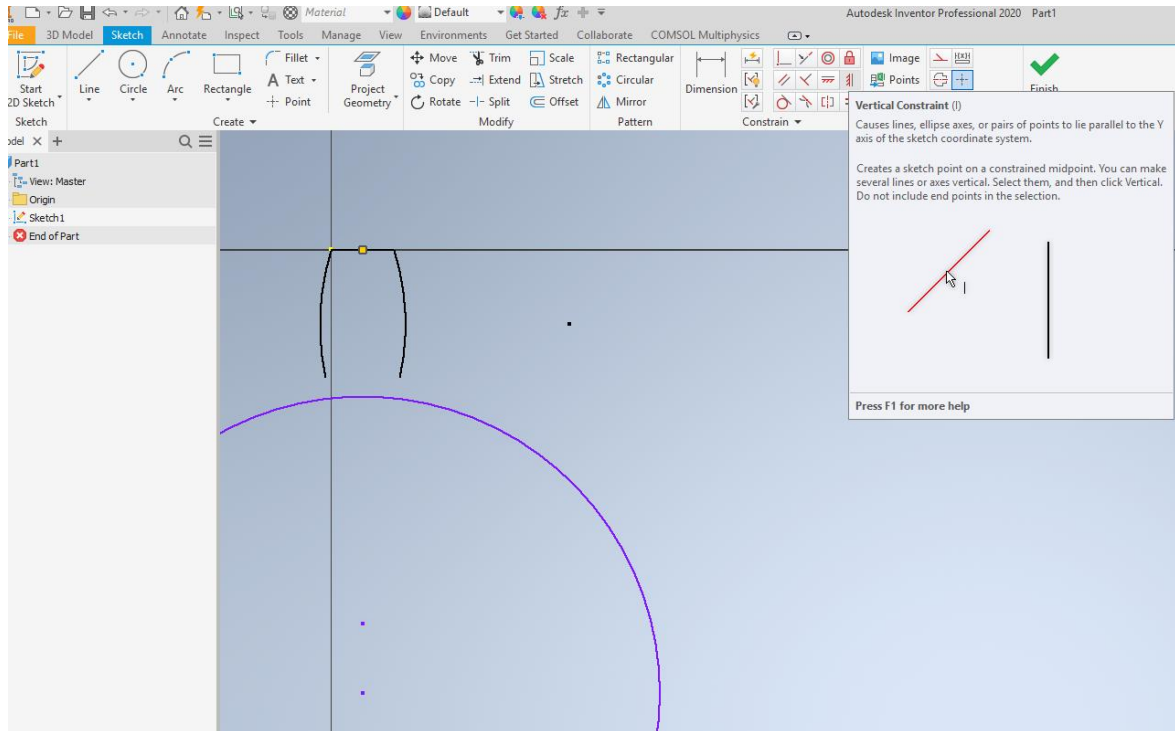 Material
Default
fx
Autodesk Inventor Professional 2020 Part1
File 3D Model Sketch Annotate Inspect Tools Manage View Environments Get Started Collaborate COMSOL Multiphysics
Start
2D Sketch
Line
Circle
Arc
Rectangle
Fillet
A Text
Point
Project
Geometry
Move Trim Scale
Copy Extend Stretch
Rotate Split Offset
Rectangular
Circular
Mirror
Dimension
Image
Points
Finish
Sketch Create Modify Pattern Constrain
Part1
View: Master
Origin
Sketch1
End of Part
Vertical Constraint (I)
Causes lines, ellipse axes, or pairs of points to lie parallel to the Y
axis of the sketch coordinate system.
Creates a sketch point on a constrained midpoint. You can make
several lines or axes vertical. Select them, and then click Vertical.
Do not include end points in the selection.
Press F1 for more help